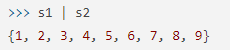 >>> s1 | s2
{1, 2, 3, 4, 5, 6, 7, 8, 9}